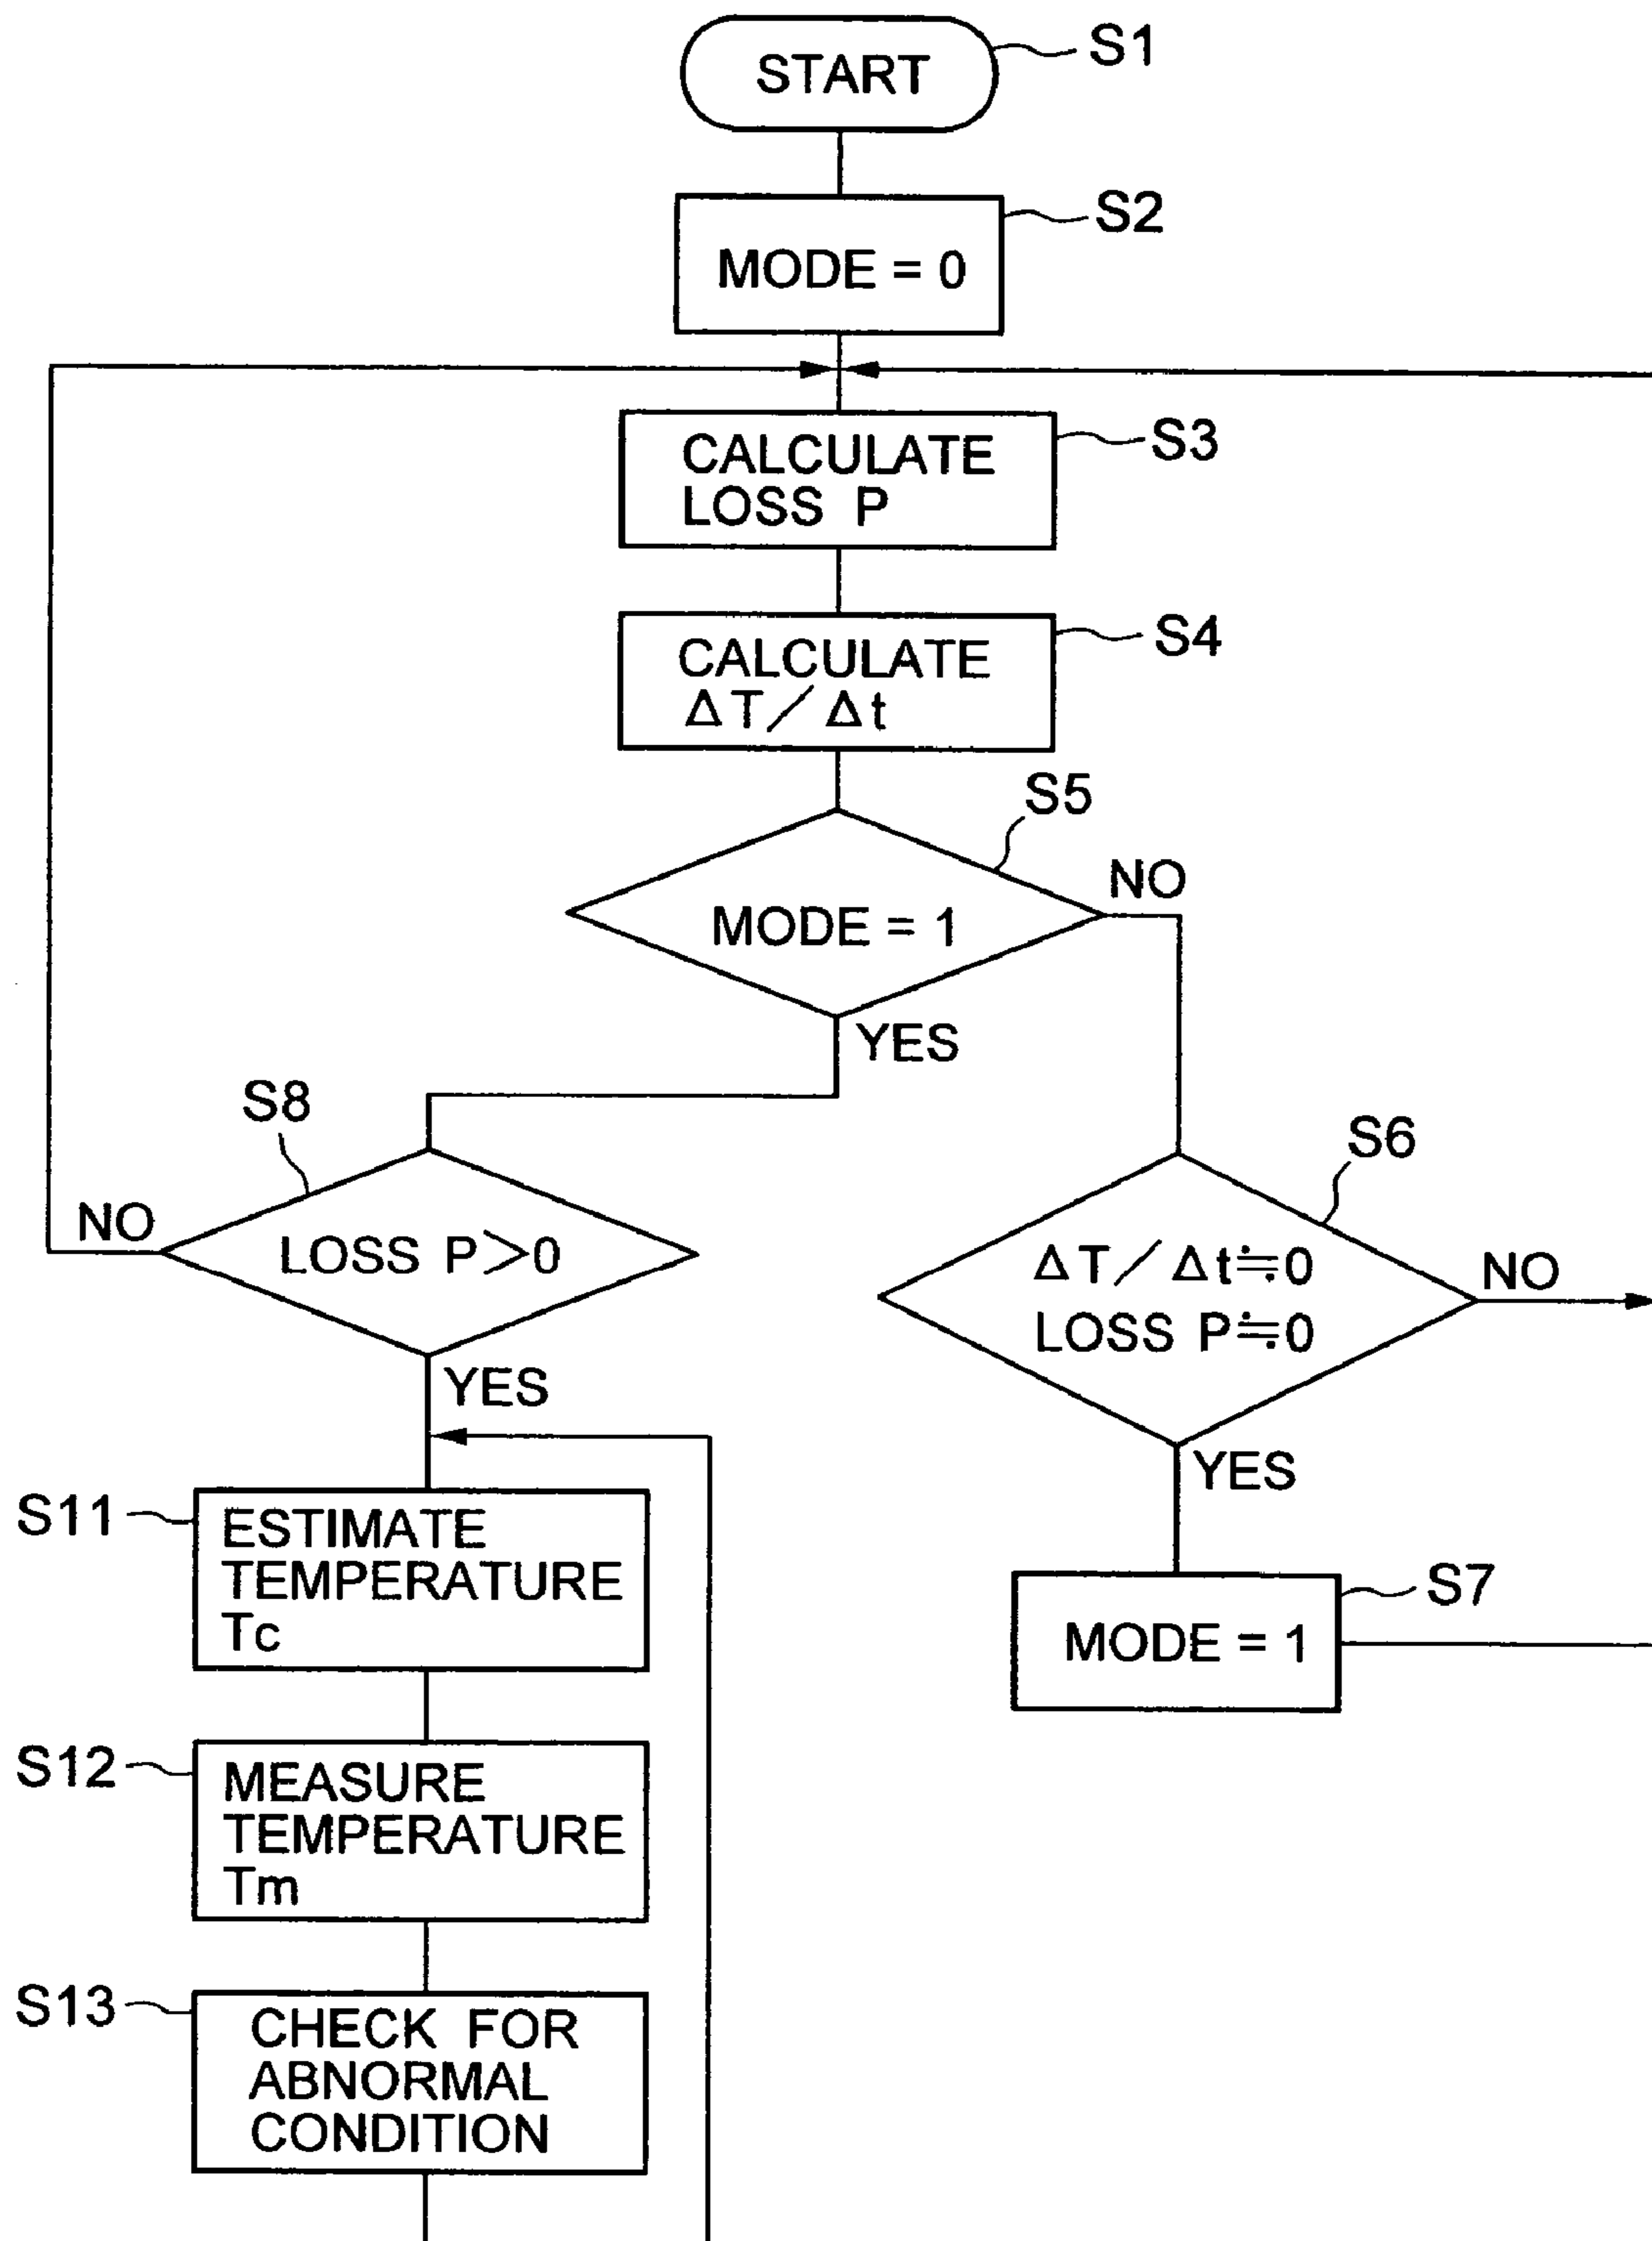 START
S1
MODE = 0
S2
CALCULATE
LOSS P
S3
CALCULATE
ΔT/Δt
S4
S5
MODE = 1
NO
YES
S8
NO
LOSS P>0
YES
S6
ΔT/Δt≒0
LOSS P≒0
NO
YES
S7
MODE = 1
S11
ESTIMATE
TEMPERATURE
Tc
S12
MEASURE
TEMPERATURE
Tm
S13
CHECK FOR
ABNORMAL
CONDITION